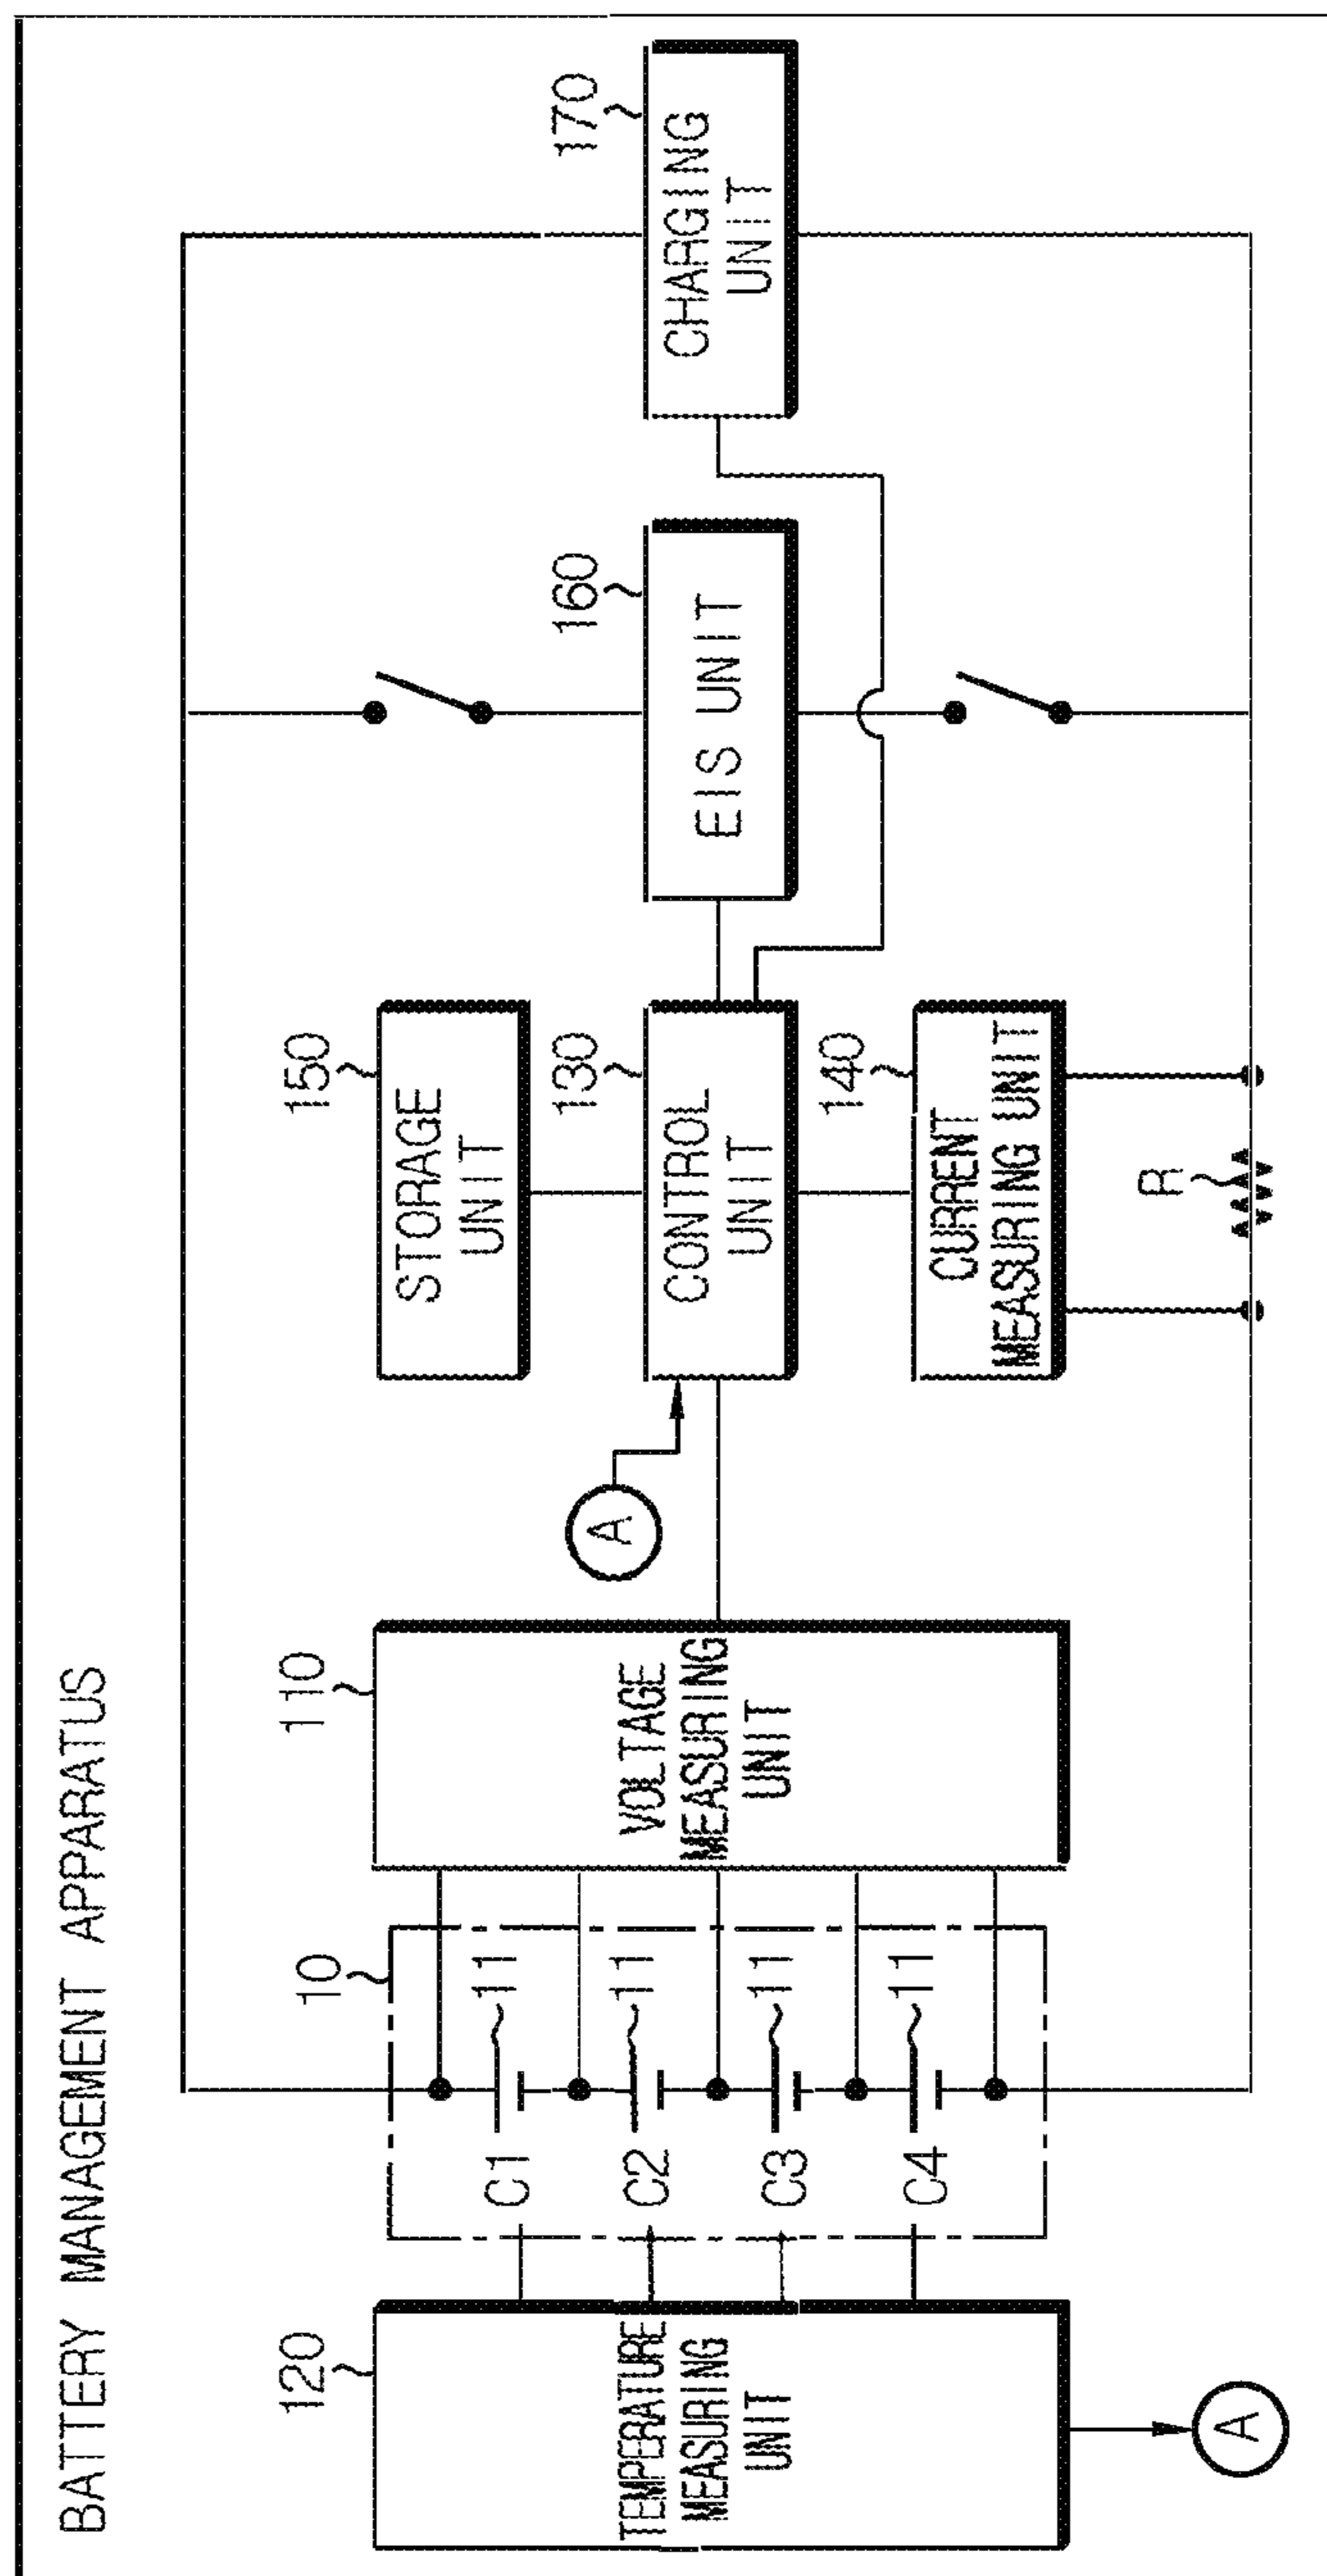 BATTERY MANAGEMENT APPARATUS
120
TEMPERATURE
MEASURING
UNIT
A
10
C1
11
C2
11
C3
11
C4
11
110
VOLTAGE
MEASURING
UNIT
A
150
STORAGE
UNIT
130
CONTROL
UNIT
140
CURRENT
MEASURING UNIT
R
160
EIS UNIT
170
CHARGING
UNIT